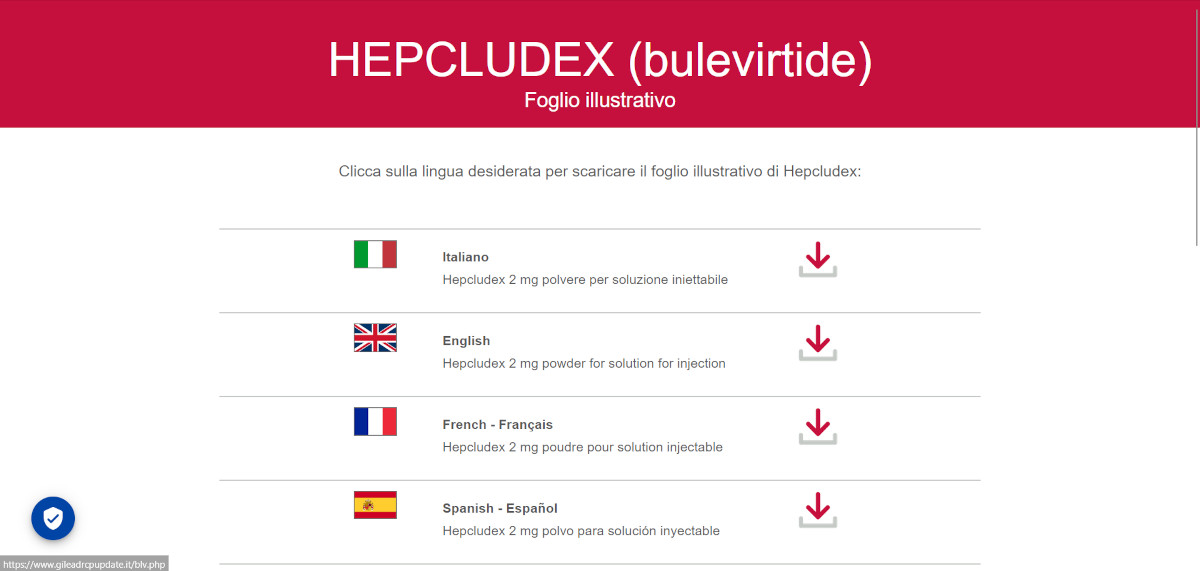 HEPCLUDEX (bulevirtide)
Foglio illustrativo
Clicca sulla lingua desiderata per scaricare il foglio illustrativo di Hepcludex:
Italiano
Hepcludex 2 mg polvere per soluzione iniettabile
English
Hepcludex 2 mg powder for solution for injection
French - Français
Hepcludex 2 mg poudre pour solution injectable
Spanish - Español
Hepcludex 2 mg polvo para solución inyectable
https://www.gileadrcpupdate.it/blv.php